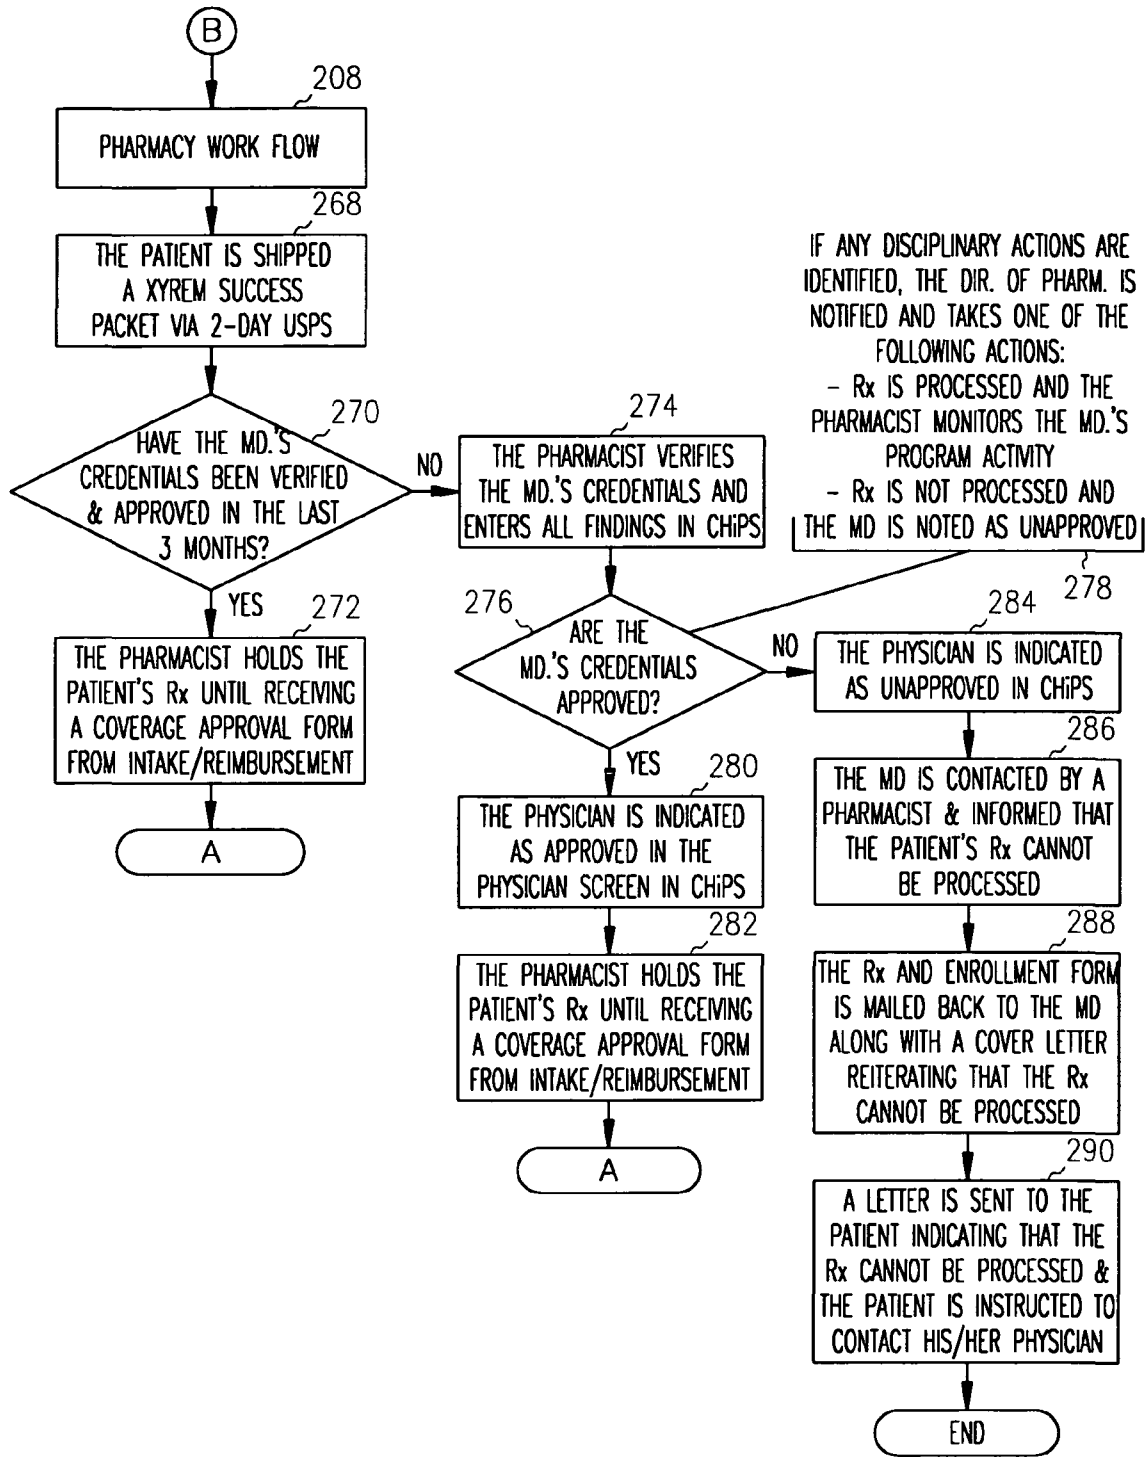 B
208
PHARMACY WORK FLOW
268
THE PATIENT IS SHIPPED
A XYREM SUCCESS
PACKET VIA 2-DAY USPS
270
HAVE THE MD.'S
CREDENTIALS BEEN VERIFIED
& APPROVED IN THE LAST
3 MONTHS?
NO
YES
272
THE PHARMACIST HOLDS THE
PATIENT'S Rx UNTIL RECEIVING
A COVERAGE APPROVAL FORM
FROM INTAKE/REIMBURSEMENT
A
274
THE PHARMACIST VERIFIES
THE MD.'S CREDENTIALS AND
ENTERS ALL FINDINGS IN CHiPS
276
ARE THE
MD.'S CREDENTIALS
APPROVED?
NO
YES
IF ANY DISCIPLINARY ACTIONS ARE
IDENTIFIED, THE DIR. OF PHARM. IS
NOTIFIED AND TAKES ONE OF THE
FOLLOWING ACTIONS:
- Rx IS PROCESSED AND THE
PHARMACIST MONITORS THE MD.'S
PROGRAM ACTIVITY
- Rx IS NOT PROCESSED AND
THE MD IS NOTED AS UNAPPROVED
278
280
THE PHYSICIAN IS INDICATED
AS APPROVED IN THE
PHYSICIAN SCREEN IN CHiPS
282
THE PHARMACIST HOLDS THE
PATIENT'S Rx UNTIL RECEIVING
A COVERAGE APPROVAL FORM
FROM INTAKE/REIMBURSEMENT
A
284
THE PHYSICIAN IS INDICATED
AS UNAPPROVED IN CHiPS
286
THE MD IS CONTACTED BY A
PHARMACIST & INFORMED THAT
THE PATIENT'S Rx CANNOT
BE PROCESSED
288
THE Rx AND ENROLLMENT FORM
IS MAILED BACK TO THE MD
ALONG WITH A COVER LETTER
REITERATING THAT THE Rx
CANNOT BE PROCESSED
290
A LETTER IS SENT TO THE
PATIENT INDICATING THAT THE
Rx CANNOT BE PROCESSED &
THE PATIENT IS INSTRUCTED TO
CONTACT HIS/HER PHYSICIAN
END